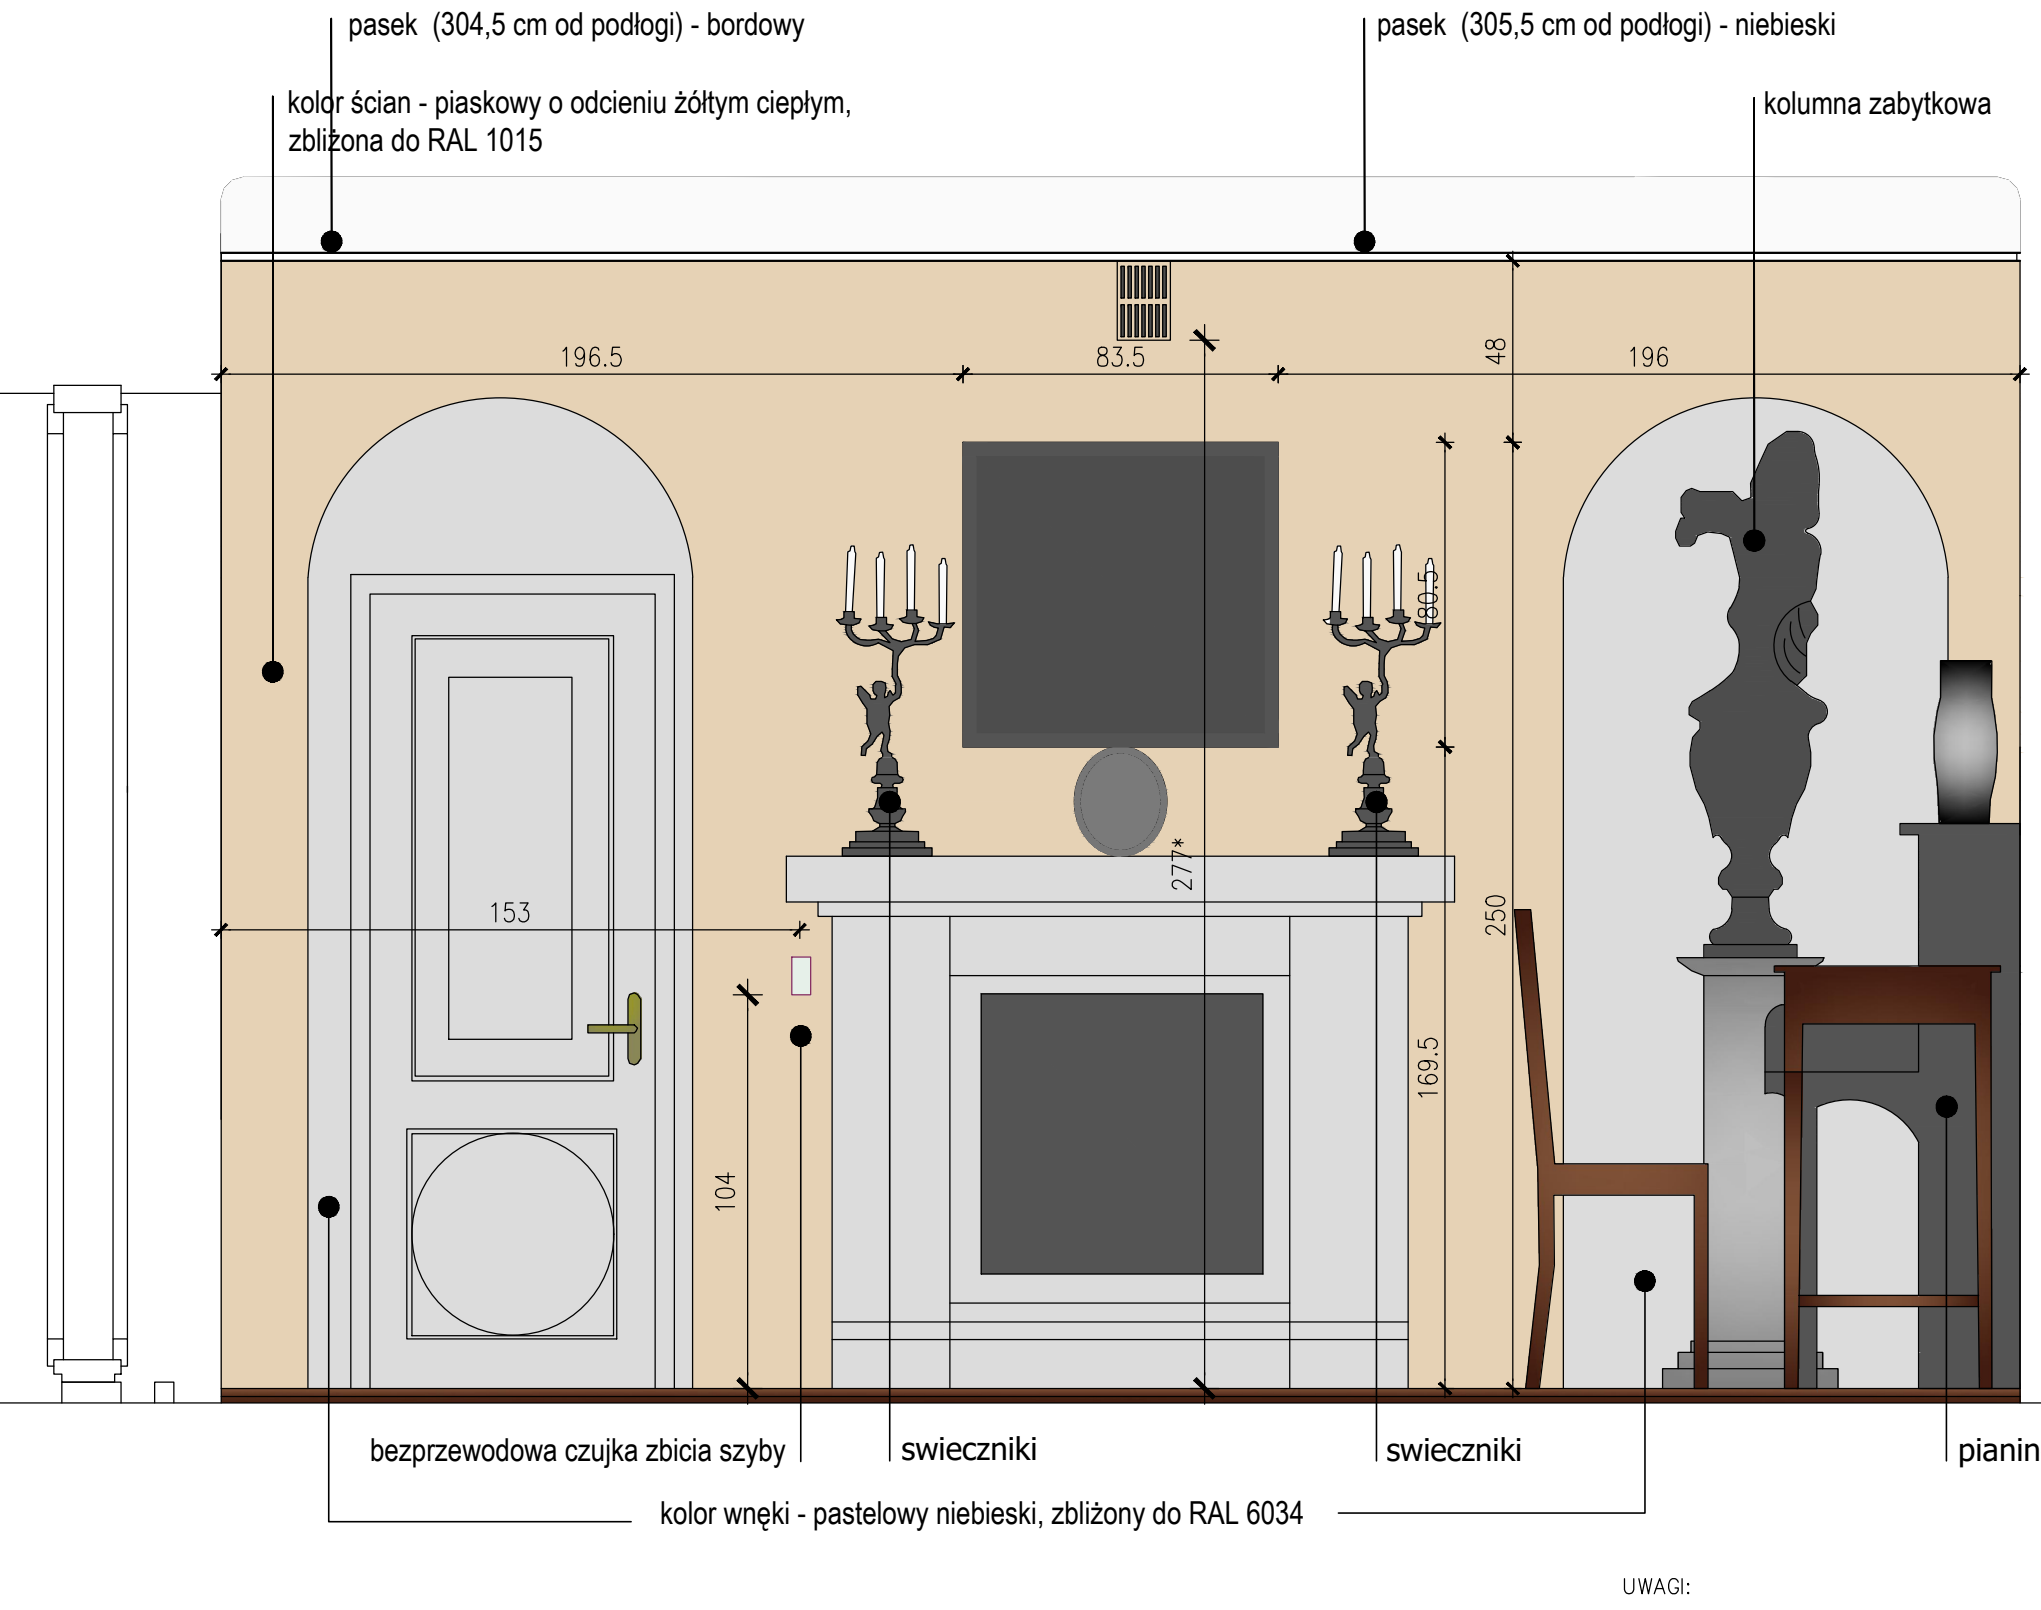 pasek (304,5 cm od podłogi) - bordowy
pasek (305,5 cm od podłogi) - niebieski
kolor ścian - piaskowy o odcieniu żółtym ciepłym,
zbliżona do RAL 1015
kolumna zabytkowa
196.5
83.5
48
196
80.5
277*
153
250
169.5
104
bezprzewodowa czujka zbicia szyby
swieczniki
swieczniki
pianin
kolor wnęki - pastelowy niebieski, zbliżony do RAL 6034
UWAGI: